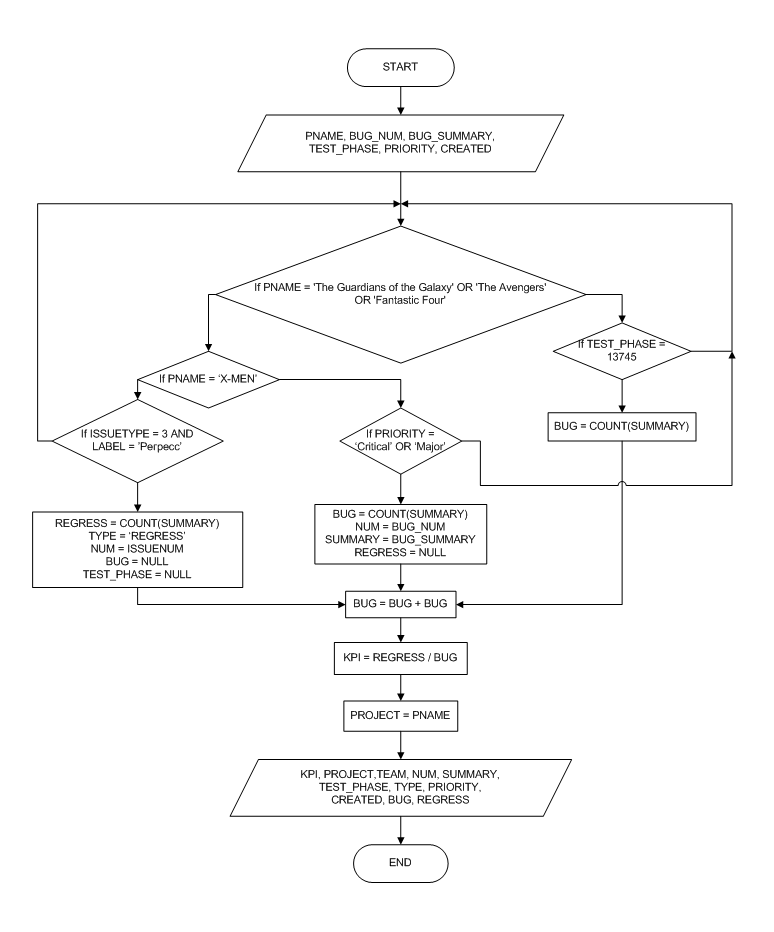 START
PNAME, BUG_NUM, BUG_SUMMARY,
TEST_PHASE, PRIORITY, CREATED
If PNAME = 'The Guardians of the Galaxy' OR 'The Avengers'
OR 'Fantastic Four'
If TEST_PHASE =
13745
If PNAME = ‘X-MEN’
If ISSUETYPE = 3 AND
LABEL = 'Регресс'
If PRIORITY =
‘Critical’ OR ‘Major’
BUG = COUNT(SUMMARY)
REGRESS = COUNT(SUMMARY)
TYPE = ‘REGRESS’
NUM = ISSUENUM
BUG = NULL
TEST_PHASE = NULL
BUG = COUNT(SUMMARY)
NUM = BUG_NUM
SUMMARY = BUG_SUMMARY
REGRESS = NULL
BUG = BUG + BUG
KPI = REGRESS / BUG
PROJECT = PNAME
KPI, PROJECT,TEAM, NUM, SUMMARY,
TEST_PHASE, TYPE, PRIORITY,
CREATED, BUG, REGRESS
END